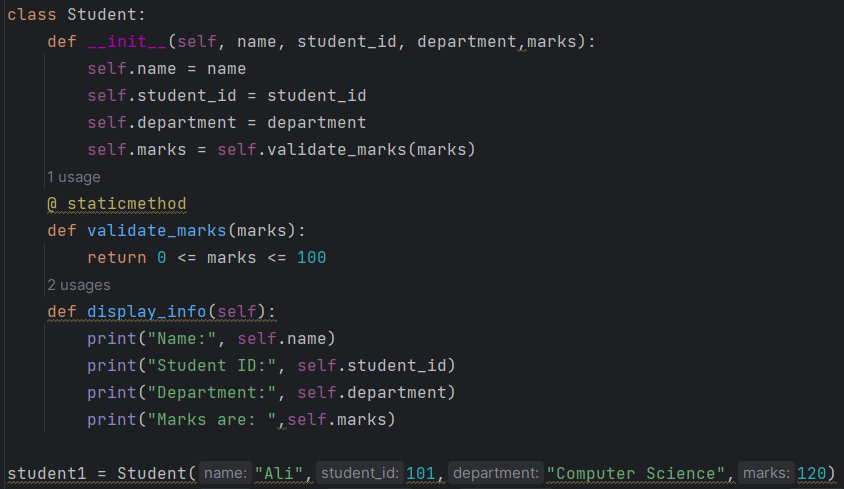 class Student:
    def __init__(self, name, student_id, department,marks):
        self.name = name
        self.student_id = student_id
        self.department = department
        self.marks = self.validate_marks(marks)
    1 usage
    @ staticmethod
    def validate_marks(marks):
        return 0 <= marks <= 100
    2 usages
    def display_info(self):
        print("Name:", self.name)
        print("Student ID:", self.student_id)
        print("Department:", self.department)
        print("Marks are: ",self.marks)

student1 = Student( name: "Ali", student_id: 101, department: "Computer Science", marks: 120)